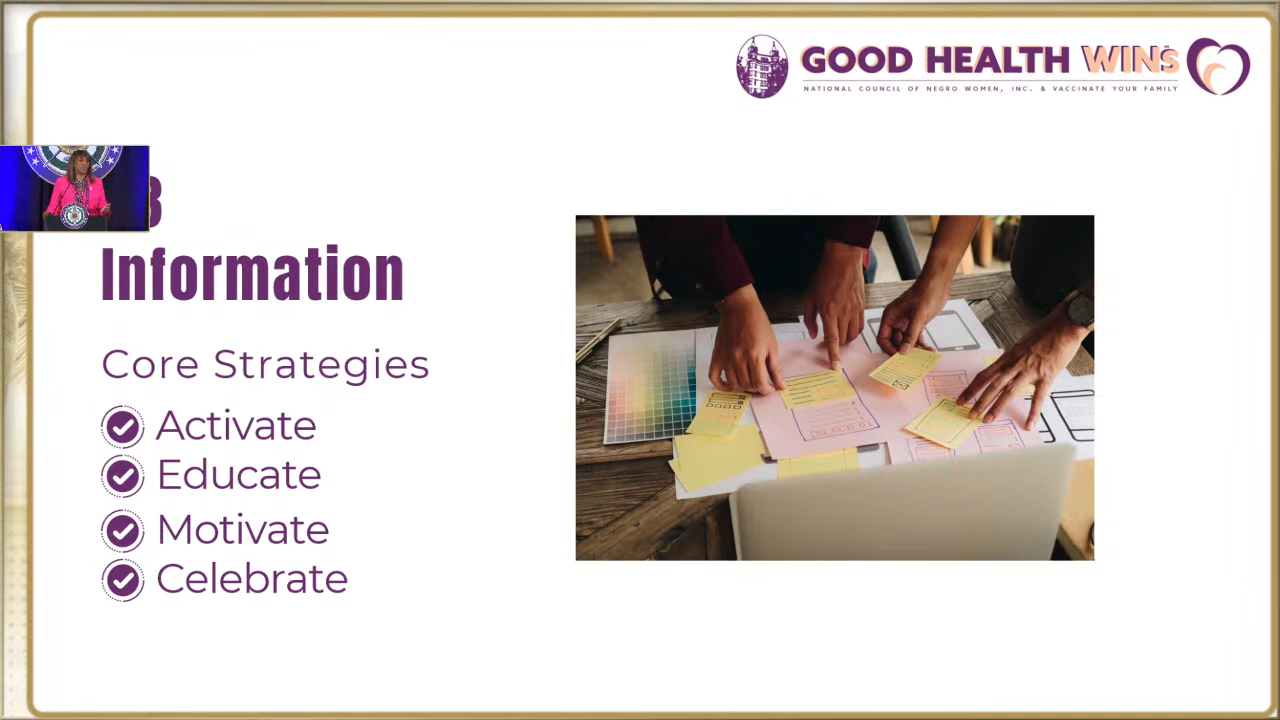 GOOD HEALTH WINs
NATIONAL COUNCIL OF NEGRO WOMEN, INC. & VACCINATE YOUR FAMILY
Information
Core Strategies
Activate
Educate
Motivate
Celebrate